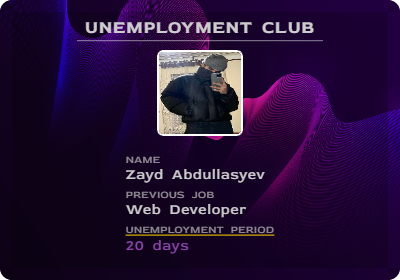 UNEMPLOYMENT CLUB
NAME
Zayd Abdullasyev
PREVIOUS JOB
Web Developer
UNEMPLOYMENT PERIOD
20 days